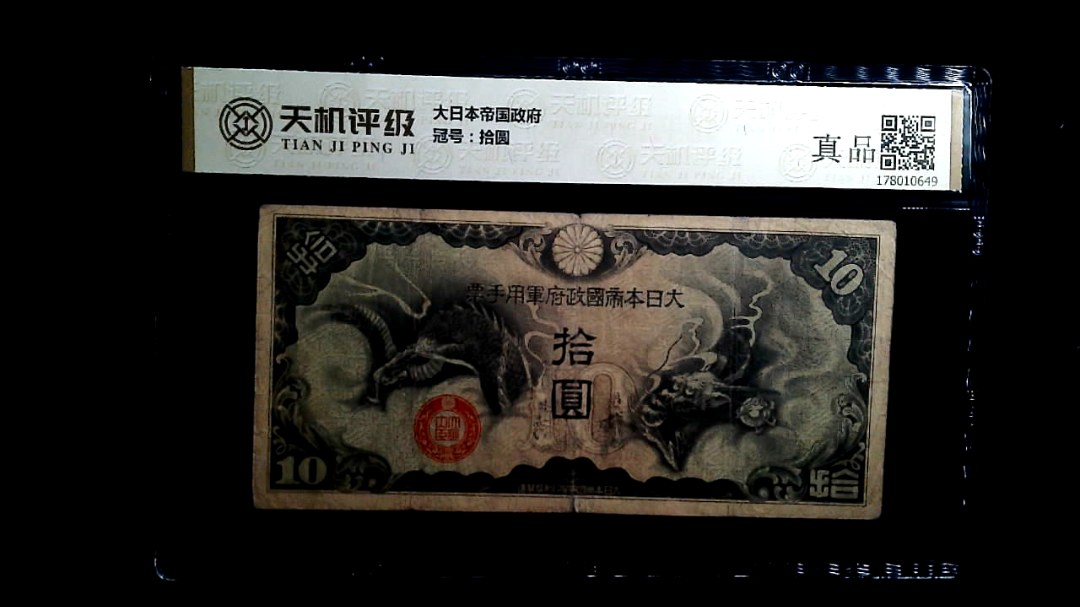 天机评级
TIAN JI PING JI
大日本帝国政府
冠号：拾圆
真品
178010649
拾
10
票手用軍府政國帝本日大
拾
圓
10
10
拾